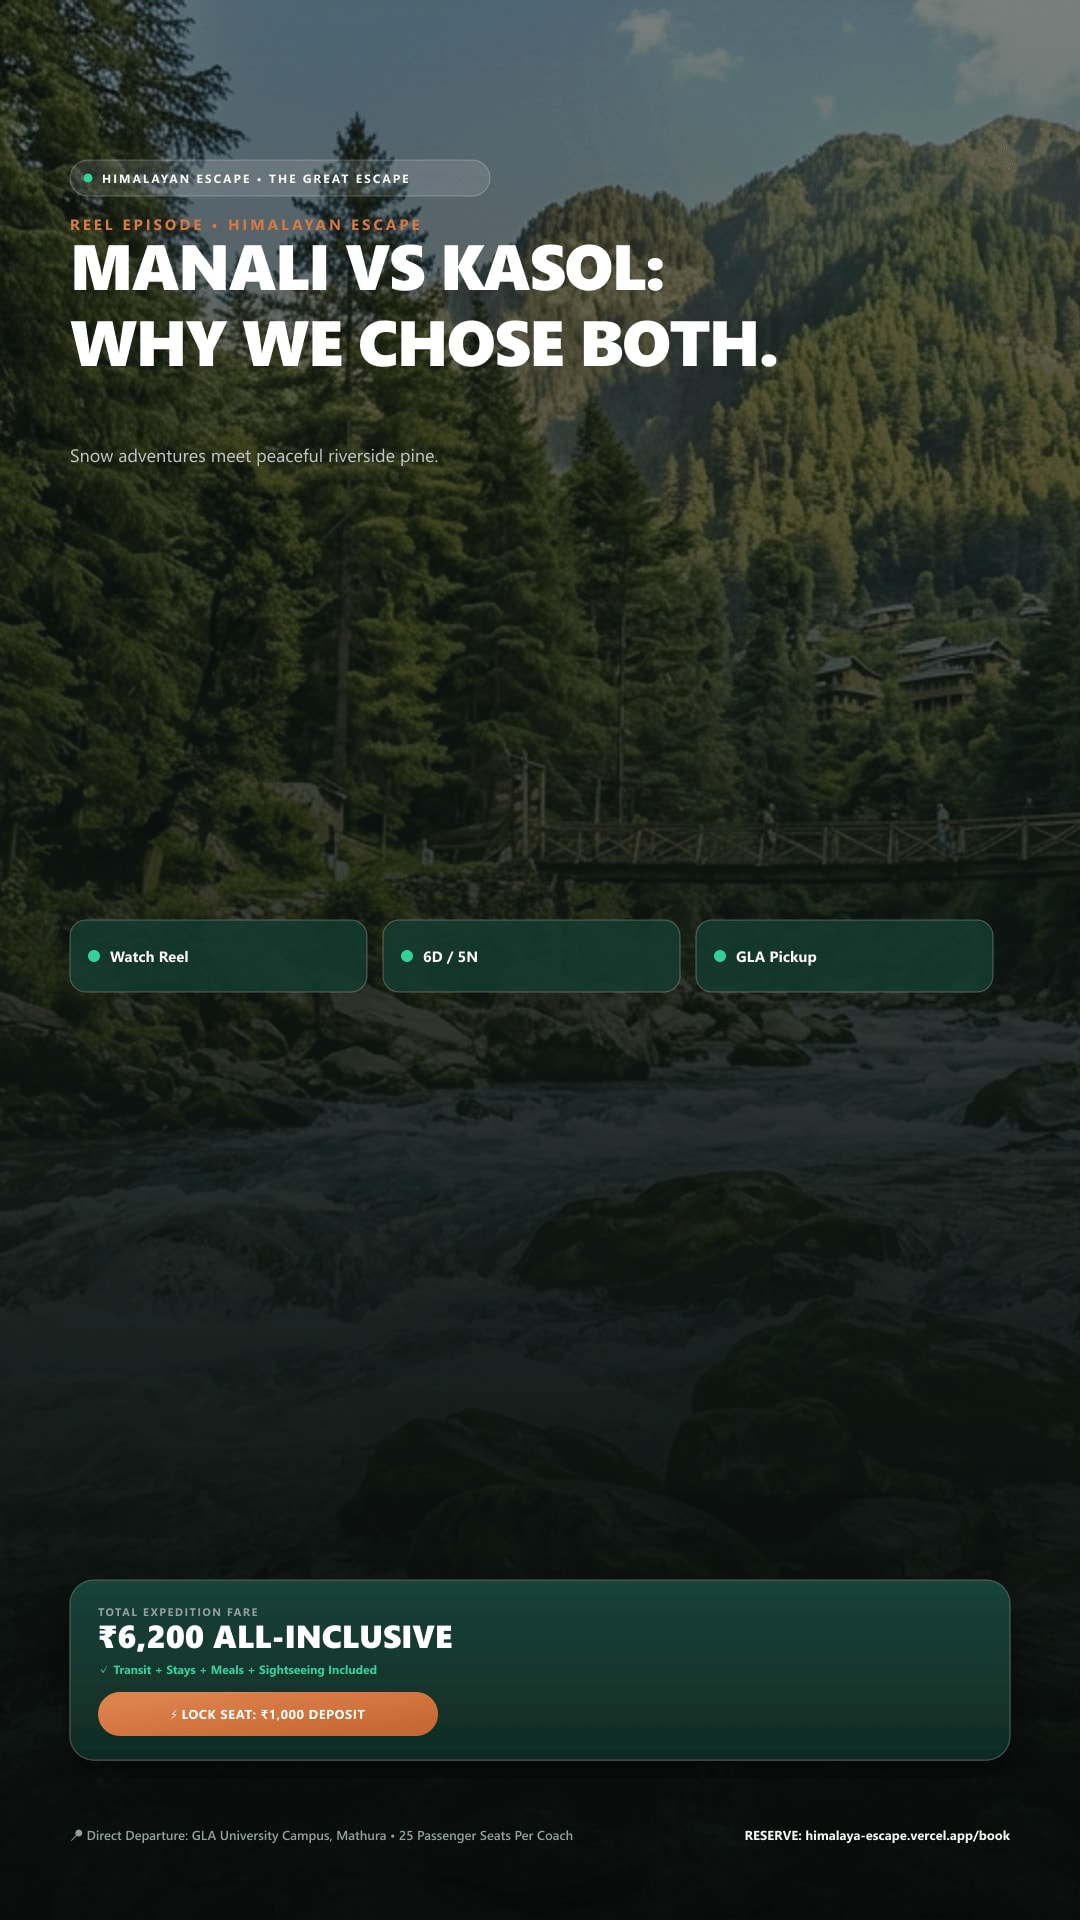 HIMALAYAN ESCAPE • THE GREAT ESCAPE
REEL EPISODE • HIMALAYAN ESCAPE
MANALI VS KASOL:
WHY WE CHOSE BOTH.
Snow adventures meet peaceful riverside pine.
Watch Reel
6D / 5N
GLA Pickup
TOTAL EXPEDITION FARE
₹6,200 ALL-INCLUSIVE
✓ Transit + Stays + Meals + Sightseeing Included
⚡ LOCK SEAT: ₹1,000 DEPOSIT
📍 Direct Departure: GLA University Campus, Mathura • 25 Passenger Seats Per Coach
RESERVE: himalaya-escape.vercel.app/book